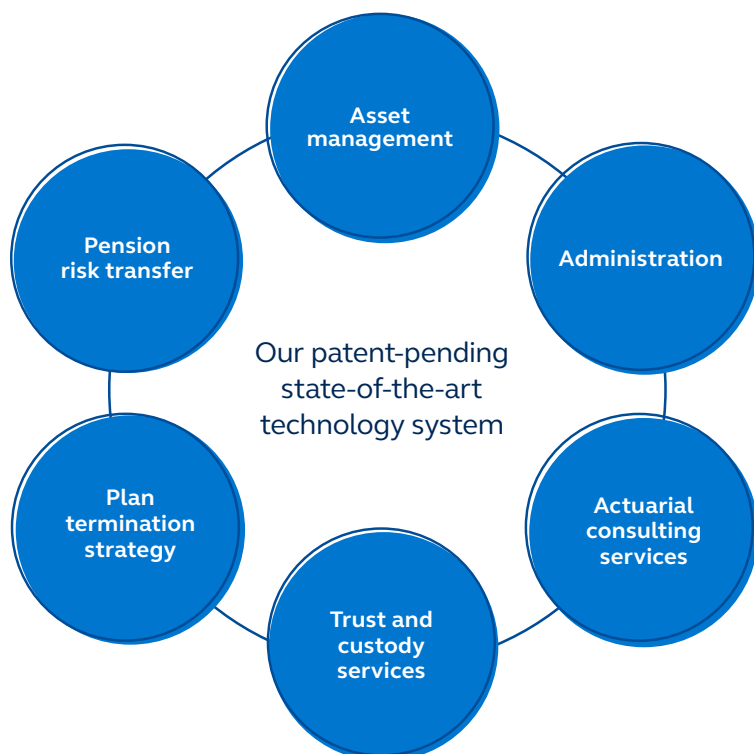 Asset
management
Administration
Actuarial
consulting
services
Trust and
custody
services
Plan
termination
strategy
Pension
risk transfer
Our patent-pending
state-of-the-art
technology system